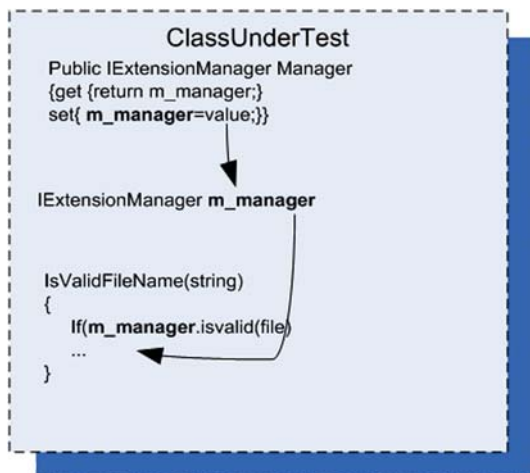 ClassUnderTest
Public IExtensionManager Manager
{get {return m_manager;}
set{ m_manager=value;}}
IExtensionManager m_manager
IsValidFileName(string)
{
If(m_manager.isvalid(file)
...
}